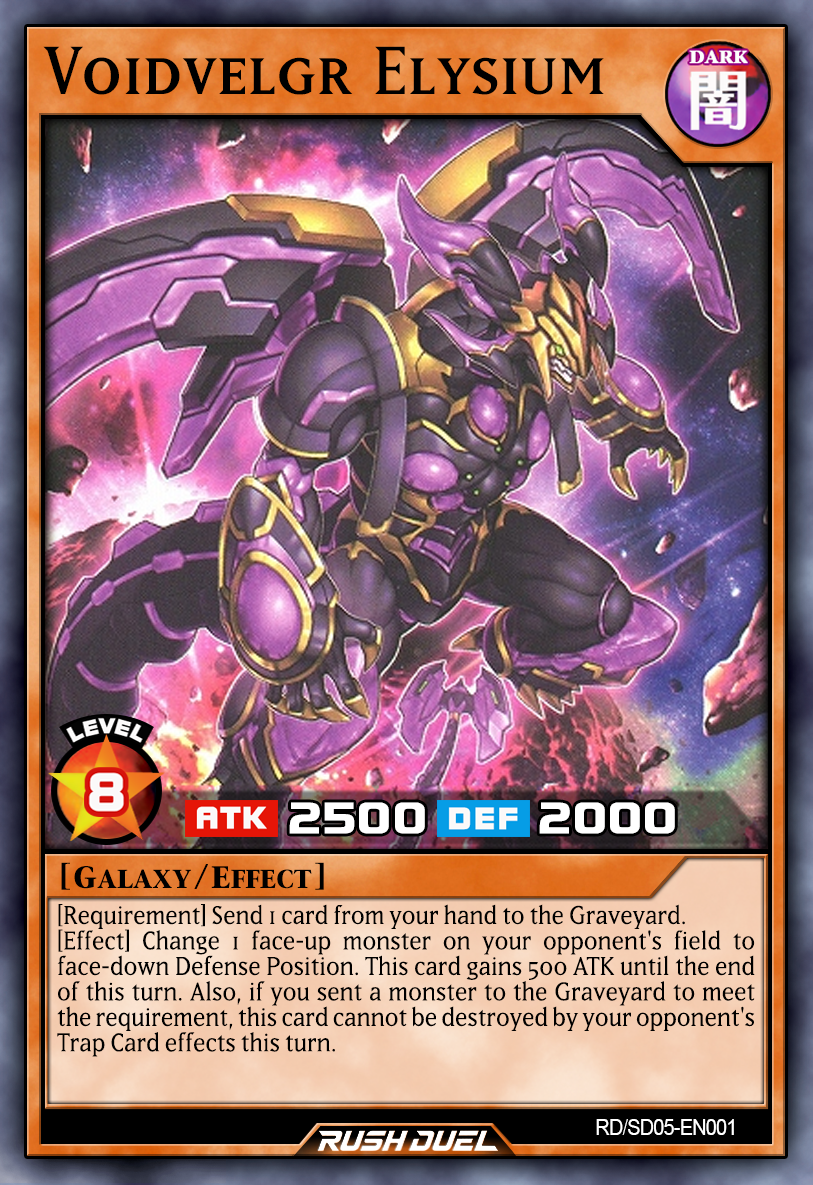 Voidvelgr Elysium
DARK
闇
LEVEL
8
ATK 2500 DEF 2000
[Galaxy/Effect]
[Requirement] Send 1 card from your hand to the Graveyard.
[Effect] Change 1 face-up monster on your opponent's field to
face-down Defense Position. This card gains 500 ATK until the end
of this turn. Also, if you sent a monster to the Graveyard to meet
the requirement, this card cannot be destroyed by your opponent's
Trap Card effects this turn.
RD/SD05-EN001
RUSH DUEL